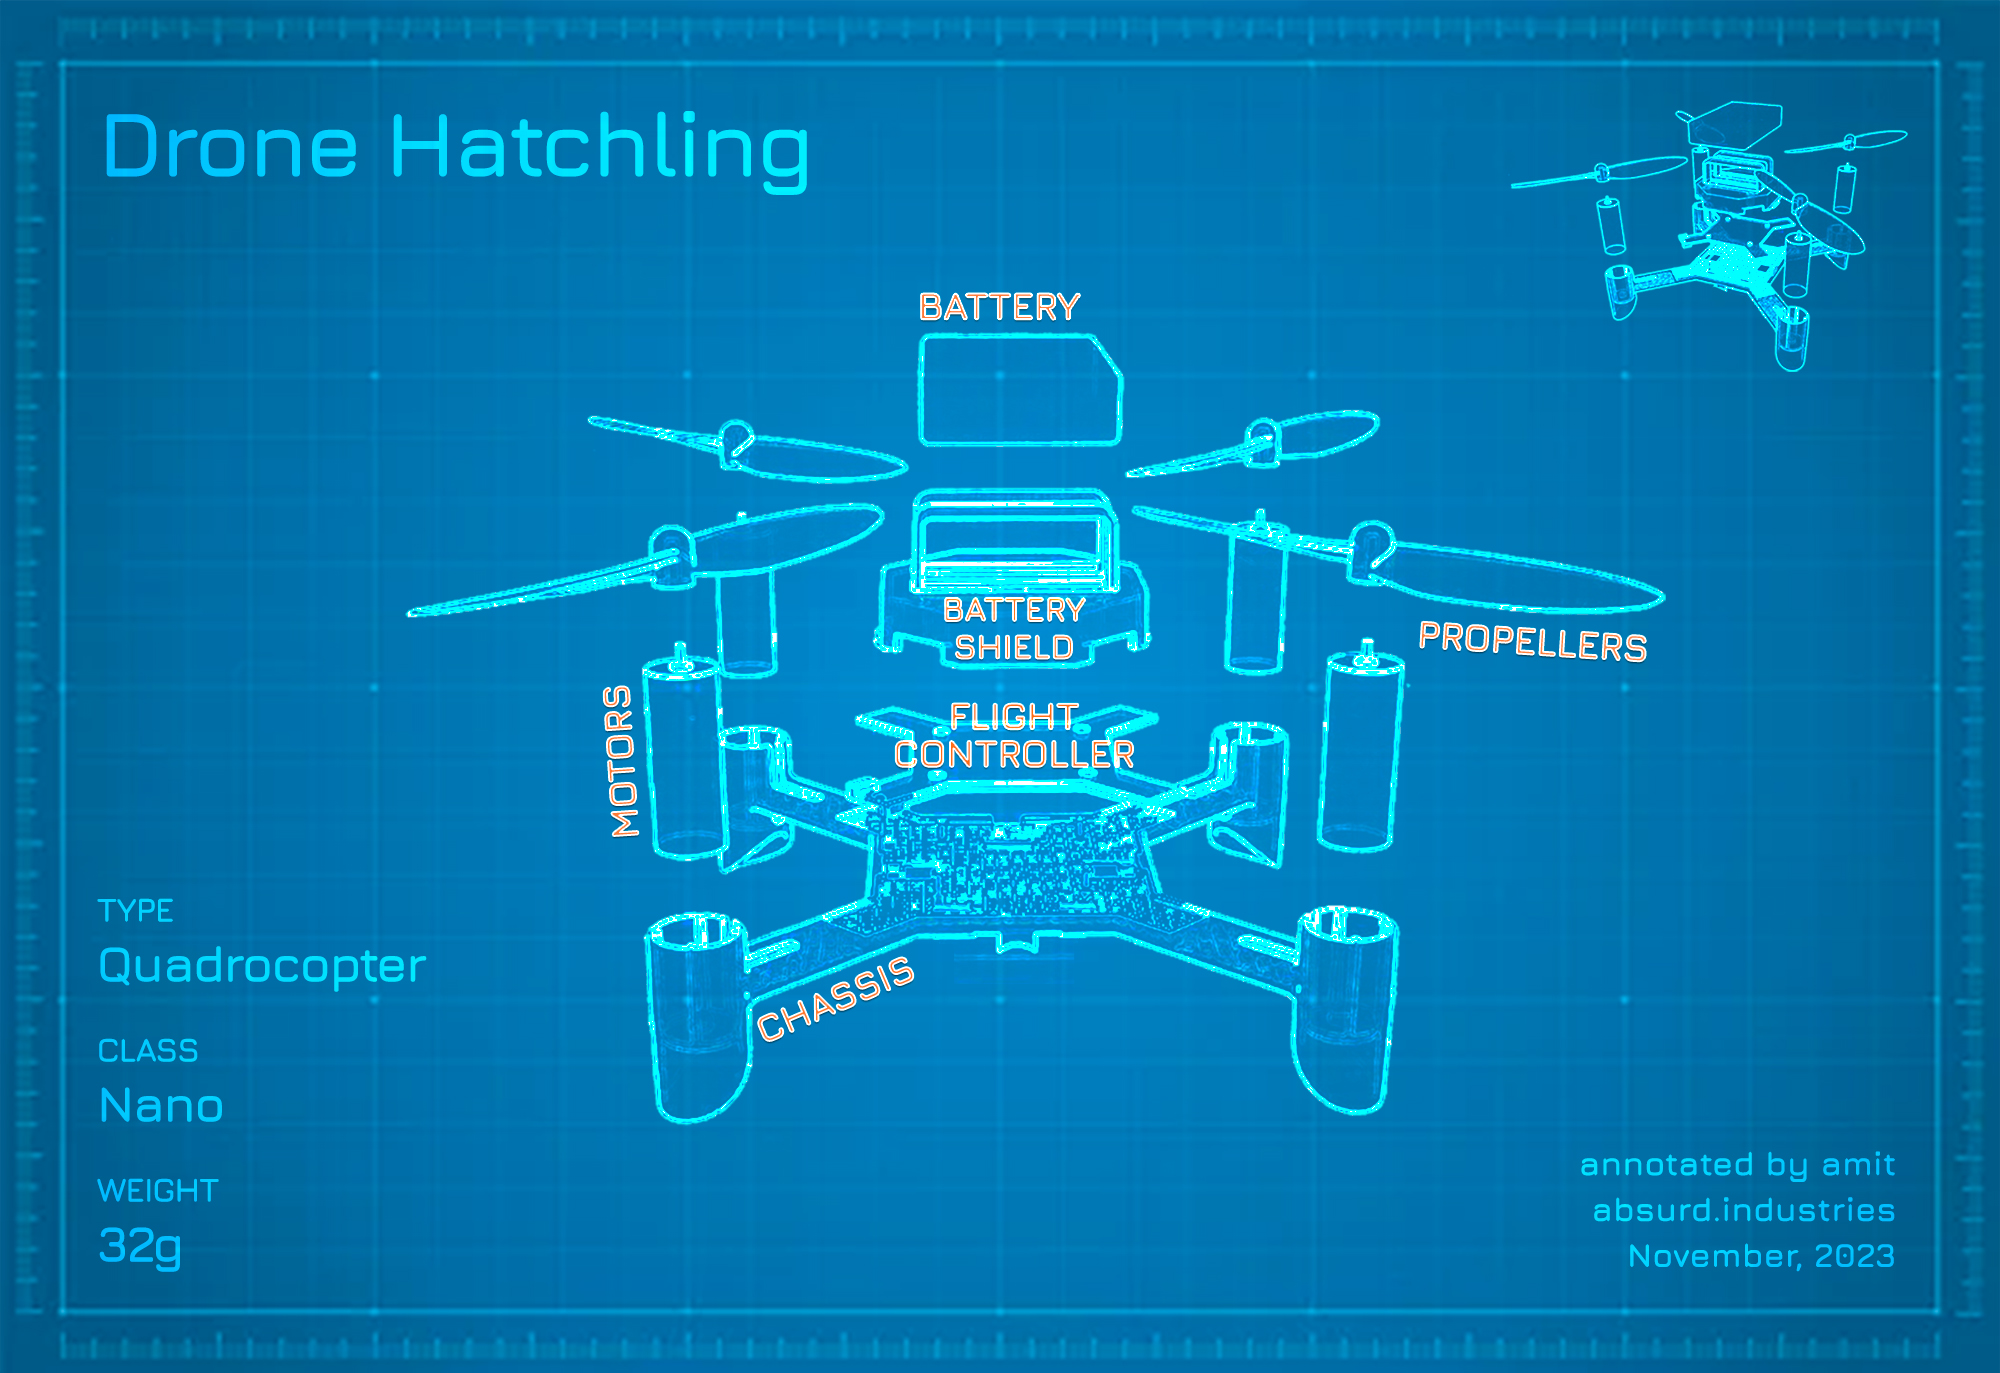 Drone Hatchling
BATTERY
BATTERY
SHIELD
PROPELLERS
MOTORS
FLIGHT
CONTROLLER
CHASSIS
TYPE
Quadrocopter
CLASS
Nano
WEIGHT
32g
annotated by amit
absurd.industries
November, 2023